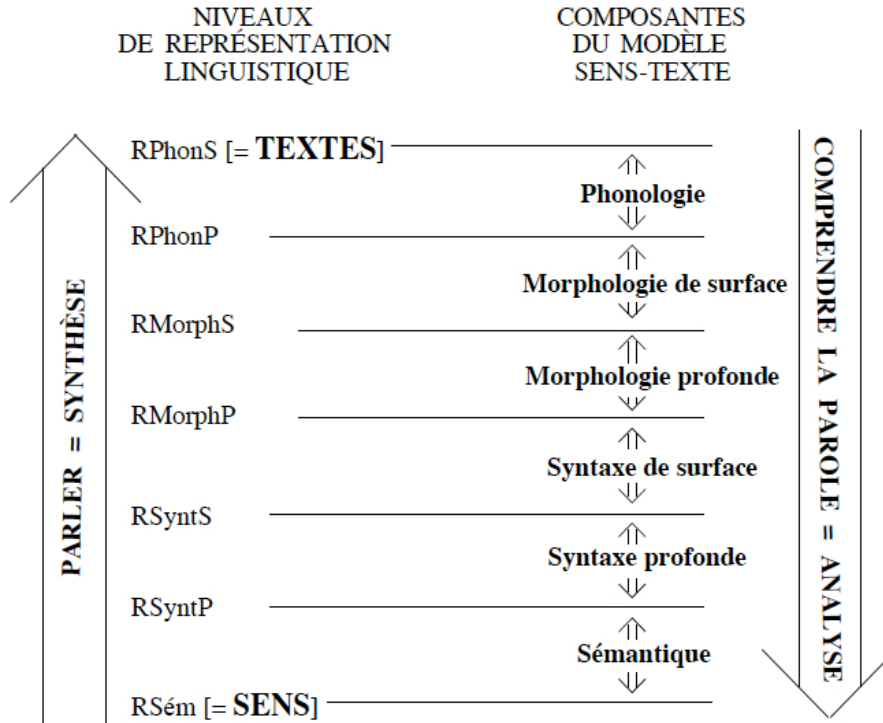 NIVEAUX
DE REPRÉSENTATION
LINGUISTIQUE
COMPOSANTES
DU MODÈLE
SENS-TEXTE
RPhonS [= TEXTES]
Phonologie
RPhonP
Morphologie de surface
RMorphS
Morphologie profonde
RMorphP
Syntaxe de surface
RSyntS
Syntaxe profonde
RSyntP
Sémantique
RSém [= SENS]
PARLER = SYNTHÈSE
COMPRENDRE LA PAROLE = ANALYSE